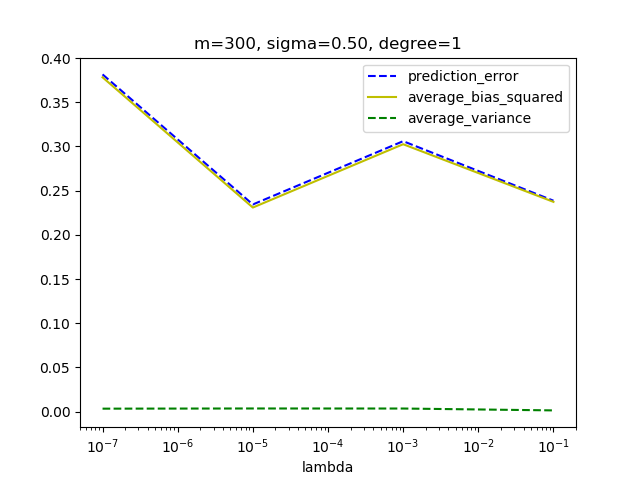 m=300, sigma=0.50, degree=1
prediction_error
average_bias_squared
average_variance
0.40
0.35
0.30
0.25
0.20
0.15
0.10
0.05
0.00
10⁻⁷ 10⁻⁶ 10⁻⁵ 10⁻⁴ 10⁻³ 10⁻² 10⁻¹
lambda